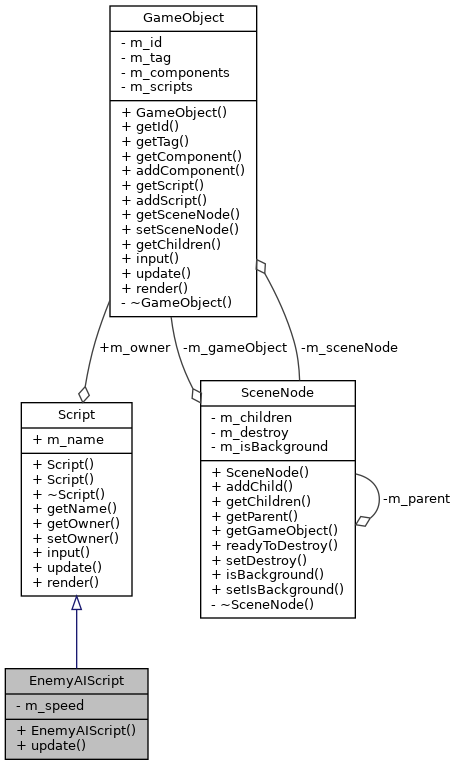 GameObject
- m_id
- m_tag
- m_components
- m_scripts
+ GameObject()
+ getId()
+ getTag()
+ getComponent()
+ addComponent()
+ getScript()
+ addScript()
+ getSceneNode()
+ setSceneNode()
+ getChildren()
+ input()
+ update()
+ render()
- ~GameObject()
+m_owner
-m_gameObject
-m_sceneNode
Script
+ m_name
+ Script()
+ Script()
+ ~Script()
+ getName()
+ getOwner()
+ setOwner()
+ input()
+ update()
+ render()
SceneNode
- m_children
- m_destroy
- m_isBackground
+ SceneNode()
+ addChild()
+ getChildren()
+ getParent()
+ getGameObject()
+ readyToDestroy()
+ setDestroy()
+ isBackground()
+ setIsBackground()
- ~SceneNode()
-m_parent
EnemyAIScript
- m_speed
+ EnemyAIScript()
+ update()